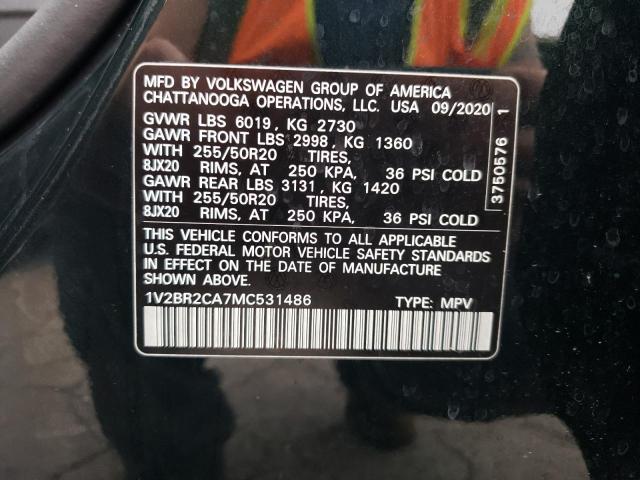 MFD BY VOLKSWAGEN GROUP OF AMERICA
CHATTANOOGA OPERATIONS, LLC. USA 09/2020
GVWR LBS 6019, KG 2730
GAWR FRONT LBS 2998, KG 1360
WITH 255/50R20 TIRES,
8JX20 RIMS, AT 250 KPA, 36 PSI COLD
GAWR REAR LBS 3131, KG 1420
WITH 255/50R20 TIRES,
8JX20 RIMS, AT 250 KPA, 36 PSI COLD
THIS VEHICLE CONFORMS TO ALL APPLICABLE
U.S. FEDERAL MOTOR VEHICLE SAFETY STANDARDS
IN EFFECT ON THE DATE OF MANUFACTURE
SHOWN ABOVE.
1V2BR2CA7MC531486 TYPE: MPV
3750576 1